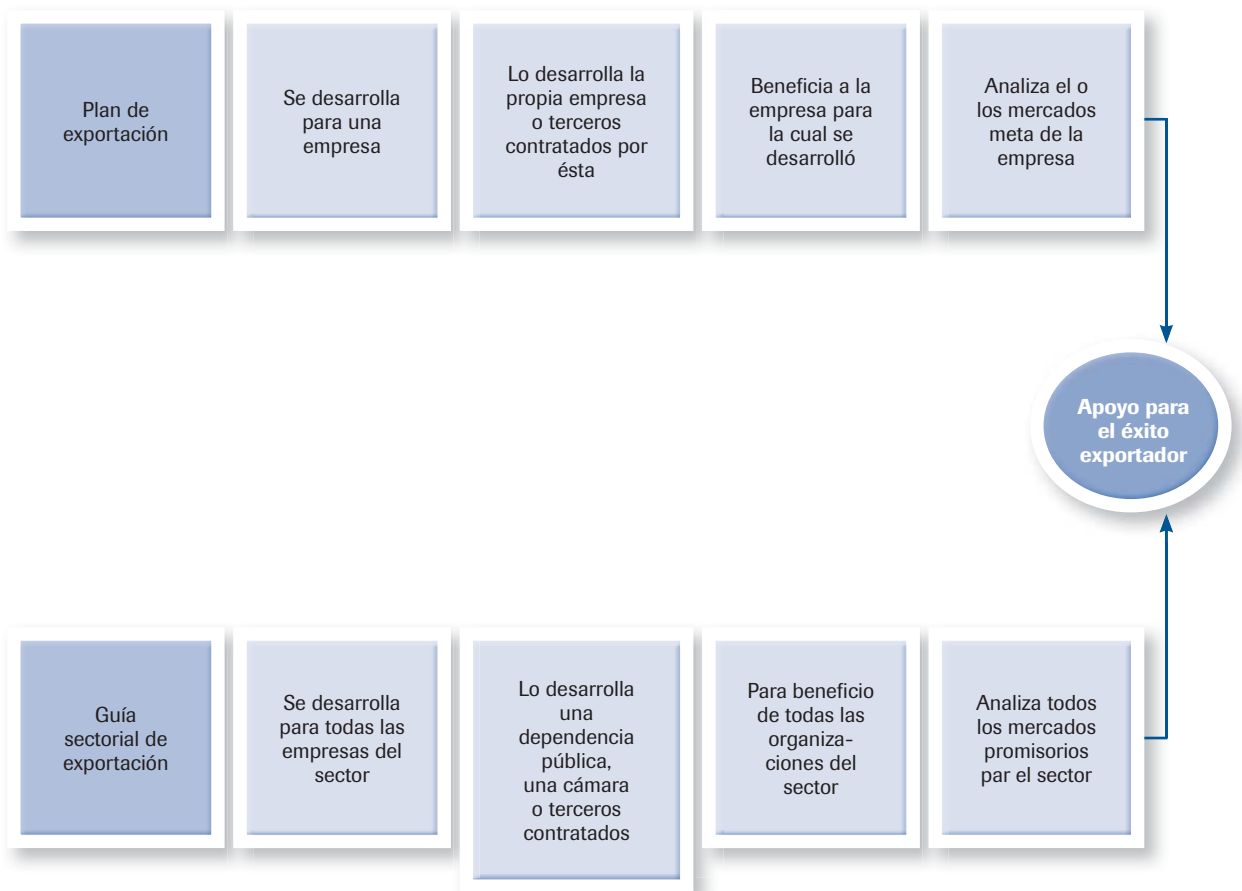 Plan de
exportación
Se desarrolla
para una
empresa
Lo desarrolla la
propia empresa
o terceros
contratados por
ésta
Beneficia a la
empresa para
la cual se
desarrolló
Analiza el o
los mercados
meta de la
empresa
Apoyo para
el éxito
exportador
Guía
sectorial de
exportación
Se desarrolla
para todas las
empresas del
sector
Lo desarrolla
una
dependencia
pública,
una cámara
o terceros
contratados
Para beneficio
de todas las
organiza-
ciones del
sector
Analiza todos
los mercados
promisorios
par el sector